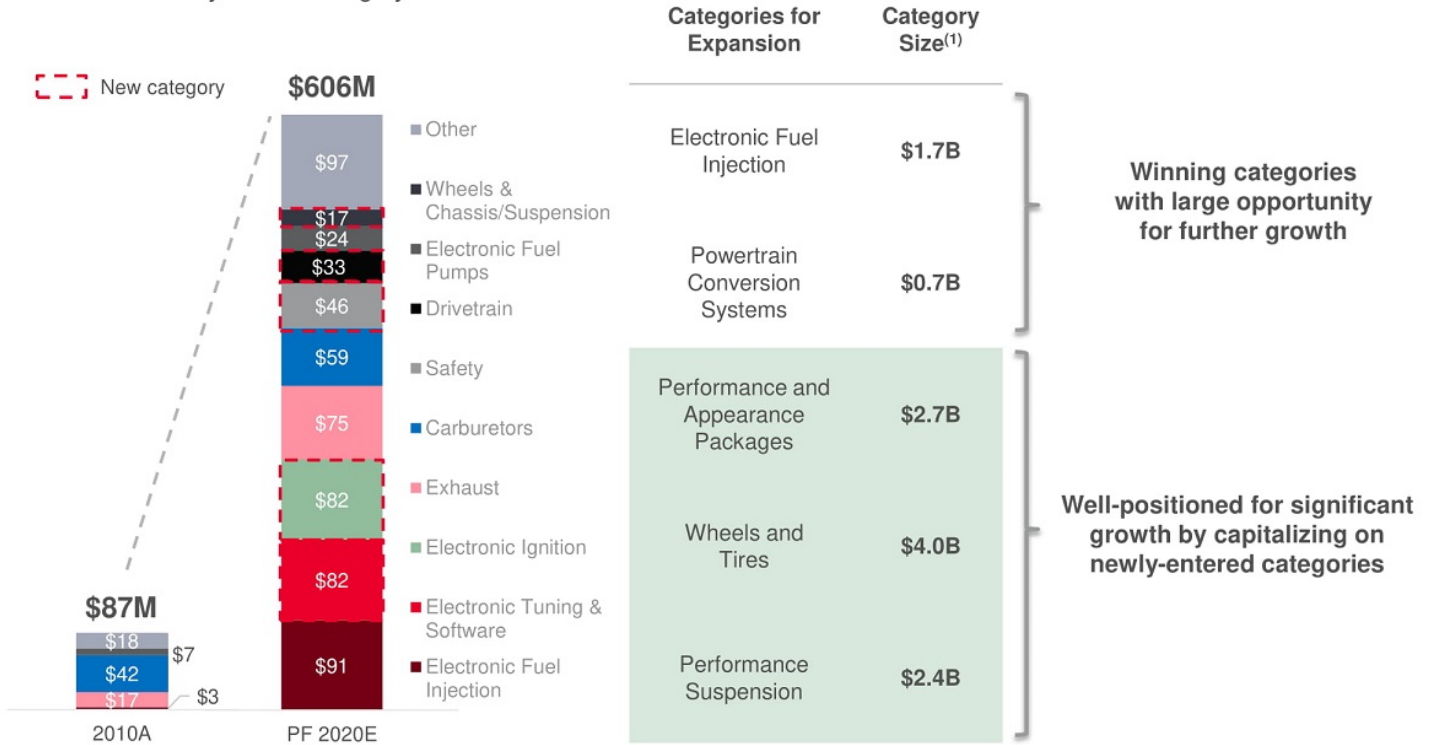 New category
$606M
$97
$17
$24
$33
$46
$59
$75
$82
$82
$91
PF 2020E
$87M
$18
$7
$42
$17
$3
2010A
Other
Wheels &
Chassis/Suspension
Electronic Fuel
Pumps
Drivetrain
Safety
Carburetors
Exhaust
Electronic Ignition
Electronic Tuning &
Software
Electronic Fuel
Injection
Categories for
Expansion
Category
Size(1)
Electronic Fuel
Injection
$1.7B
Powertrain
Conversion
Systems
$0.7B
Performance and
Appearance
Packages
$2.7B
Wheels and
Tires
$4.0B
Performance
Suspension
$2.4B
Winning categories
with large opportunity
for further growth
Well-positioned for significant
growth by capitalizing on
newly-entered categories